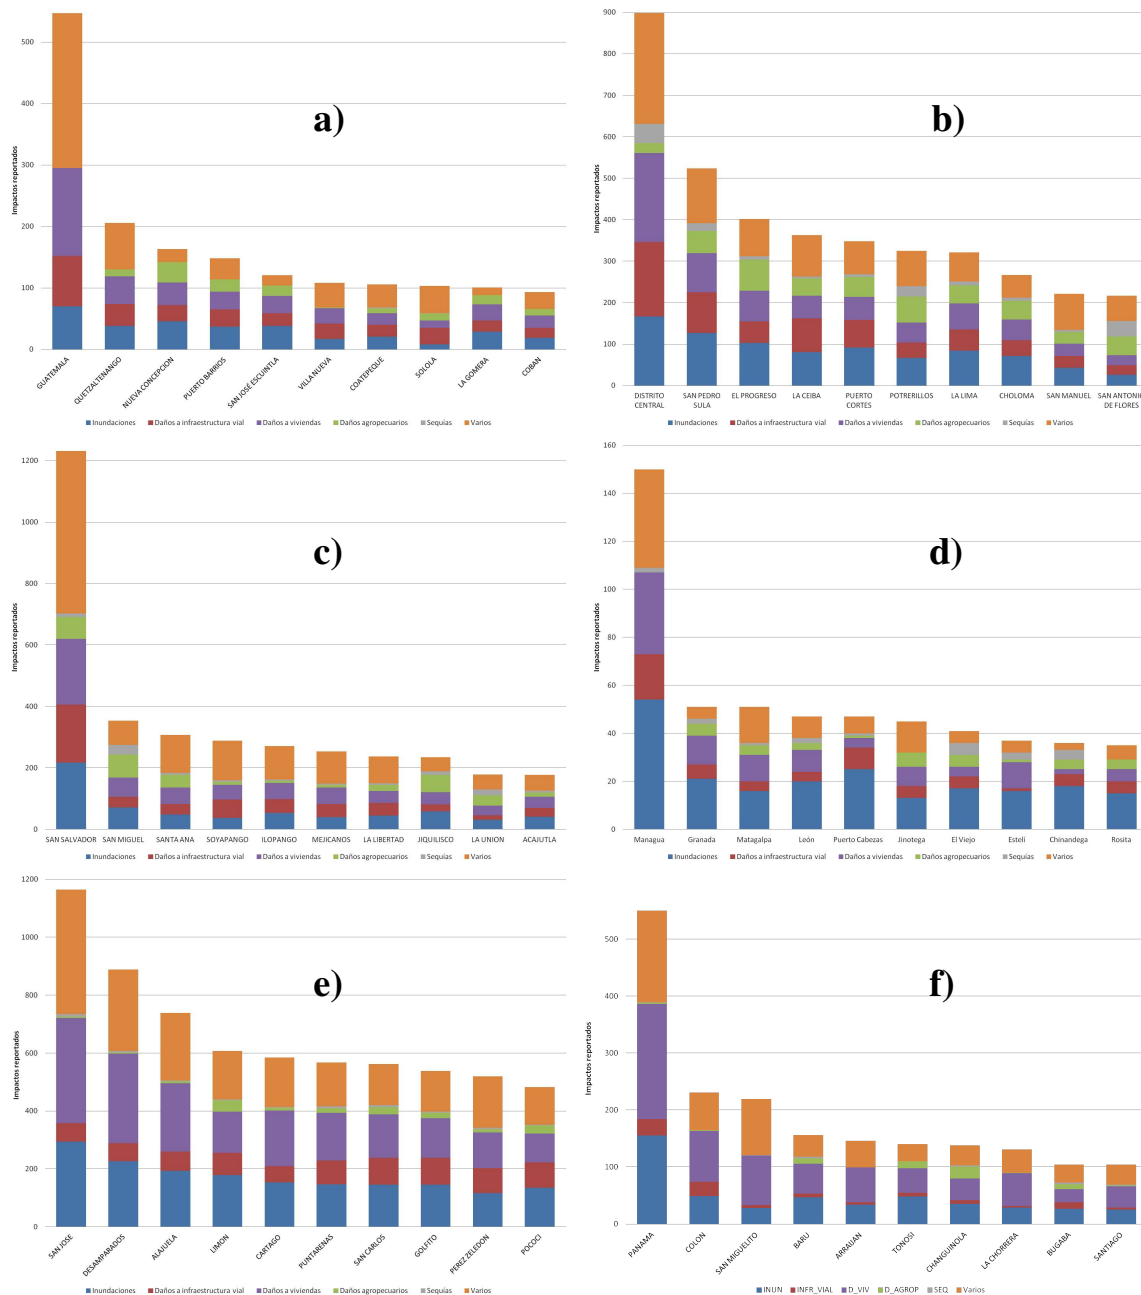 a)
Impactos reportados
500
400
300
200
100
0
GUATEMALA
QUETZALTENANGO
NUEVA CONCEPCION
PUERTO BARRIOS
SAN JOSÉ ESCUINTLA
VILLA NUEVA
COATEPEQUE
SOLOLA
LA GOMERA
COBAN
Inundaciones Daños a infraestructura vial Daños a viviendas Daños agropecuarios Sequías Varios
b)
Impactos reportados
900
800
700
600
500
400
300
200
100
0
DISTRITO CENTRAL
SAN PEDRO SULA
EL PROGRESO
LA CEIBA
PUERTO CORTES
POTRERILLOS
LA LIMA
CHOLOMA
SAN MANUEL
SAN ANTONIO DE FLORES
Inundaciones Daños a infraestructura vial Daños a viviendas Daños agropecuarios Sequías Varios
c)
Impactos reportados
1200
1000
800
600
400
200
0
SAN SALVADOR SAN MIGUEL SANTA ANA SOYAPANGO ILOPANGO MEJICANOS LA LIBERTAD JIQUILISCO LA UNION ACAJUTLA
Inundaciones Daños a infraestructura vial Daños a viviendas Daños agropecuarios Sequías Varios
d)
Impactos reportados
160
140
120
100
80
60
40
20
0
Managua Granada Matagalpa León Puerto Cabezas Jinotega El Viejo Estelí Chinandega Rosita
Inundaciones Daños a infraestructura vial Daños a viviendas Daños agropecuarios Sequías Varios
e)
Impactos reportados
1200
1000
800
600
400
200
0
SAN JOSE
DESAMPARADOS
ALAJUELA
LIMON
CARTAGO
PUNTARENAS
SAN CARLOS
GOLFITO
PEREZ ZELEDON
POCOCI
Inundaciones Daños a infraestructura vial Daños a viviendas Daños agropecuarios Sequías Varios
f)
Impactos reportados
500
400
300
200
100
0
PANAMA
COLON
SAN MIGUELITO
BARU
ARRAIJAN
TONOSI
CHANGUINOLA
LA CHORRERA
BUGABA
SANTIAGO
INUN INFR_VIAL D_VIV D_AGROP SEQ Varios